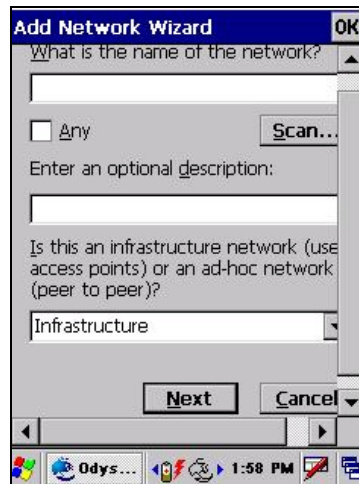 Add Network Wizard OK
What is the name of the network?
Any Scan...
Enter an optional description:
Is this an infrastructure network (use
access points) or an ad-hoc network
(peer to peer)?
Infrastructure
Next Cancel
Odys... 1:58 PM